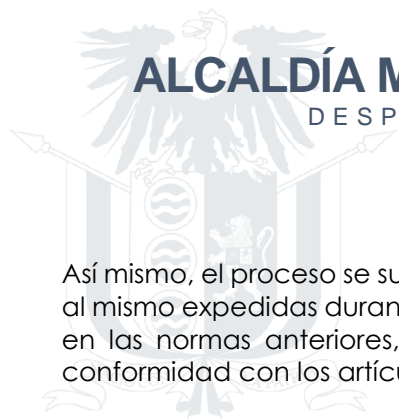 ALCALDÍA M
DESP
Así mismo, el proceso se su
al mismo expedidas duran
en las normas anteriores,
conformidad con los artícu